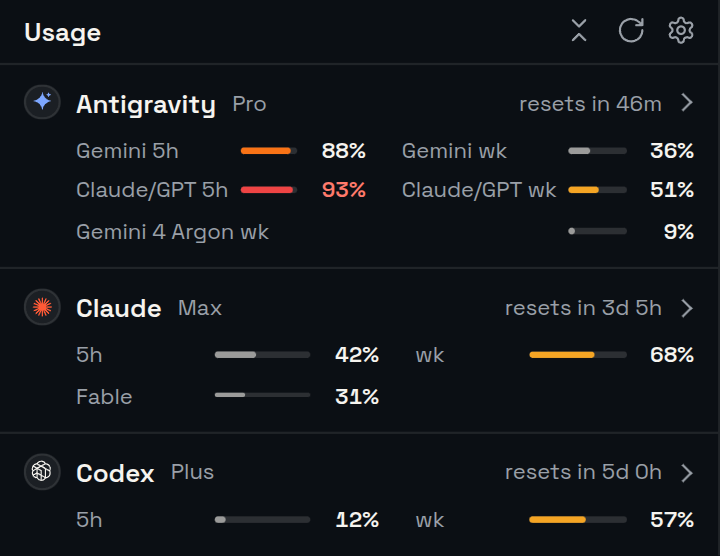 Usage
Antigravity Pro resets in 46m
Gemini 5h 88% Gemini wk 36%
Claude/GPT 5h 93% Claude/GPT wk 51%
Gemini 4 Argon wk 9%
Claude Max resets in 3d 5h
5h 42% wk 68%
Fable 31%
Codex Plus resets in 5d 0h
5h 12% wk 57%